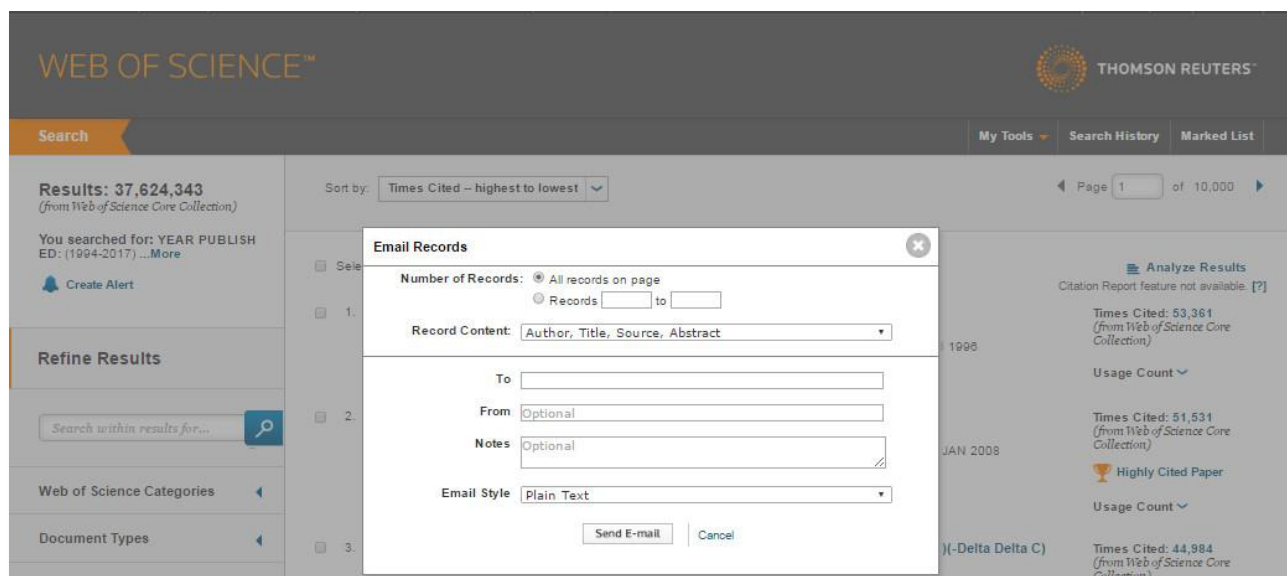 WEB OF SCIENCE™
THOMSON REUTERS™
Search
My Tools
Search History
Marked List
Results: 37,624,343
(from Web of Science Core Collection)
You searched for: YEAR PUBLISH
ED: (1994-2017) ...More
Create Alert
Refine Results
Search within results for...
Web of Science Categories
Document Types
Sort by: Times Cited -- highest to lowest
Page 1 of 10,000
Sele
1.
2.
3.
Email Records
Number of Records: All records on page
Records to
Record Content: Author, Title, Source, Abstract
To
From Optional
Notes Optional
Email Style Plain Text
Send E-mail Cancel
1996
JAN 2008
)(-Delta Delta C)
Analyze Results
Citation Report feature not available. [?]
Times Cited: 53,361
(from Web of Science Core
Collection)
Usage Count
Times Cited: 51,531
(from Web of Science Core
Collection)
Highly Cited Paper
Usage Count
Times Cited: 44,984
(from Web of Science Core
Collection)